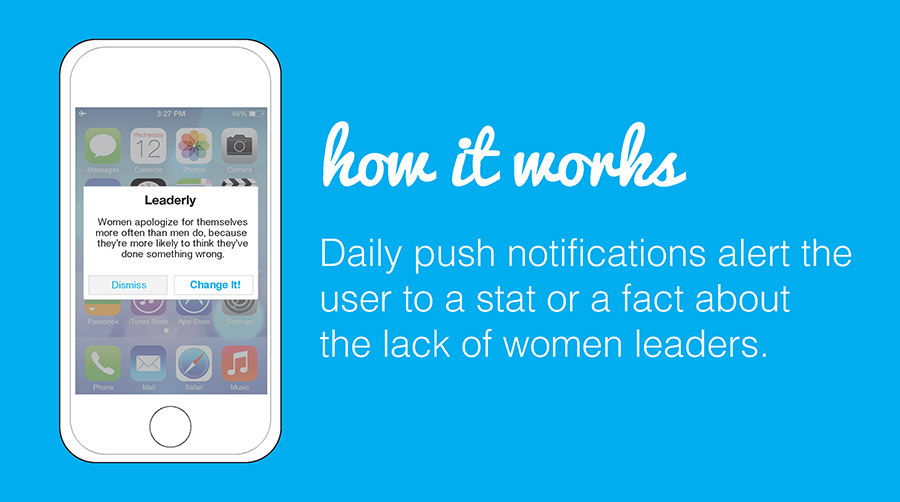 3:27 PM
46%
Wednesday
12
Messages
Calendar
Photos
Camera
Leaderly
Women apologize for themselves
more often than men do, because
they're more likely to think they've
done something wrong.
Dismiss
Change It!
Passbook
iTunes Store
App Store
Settings
Phone
Mail
Safari
Music
how it works
Daily push notifications alert the
user to a stat or a fact about
the lack of women leaders.